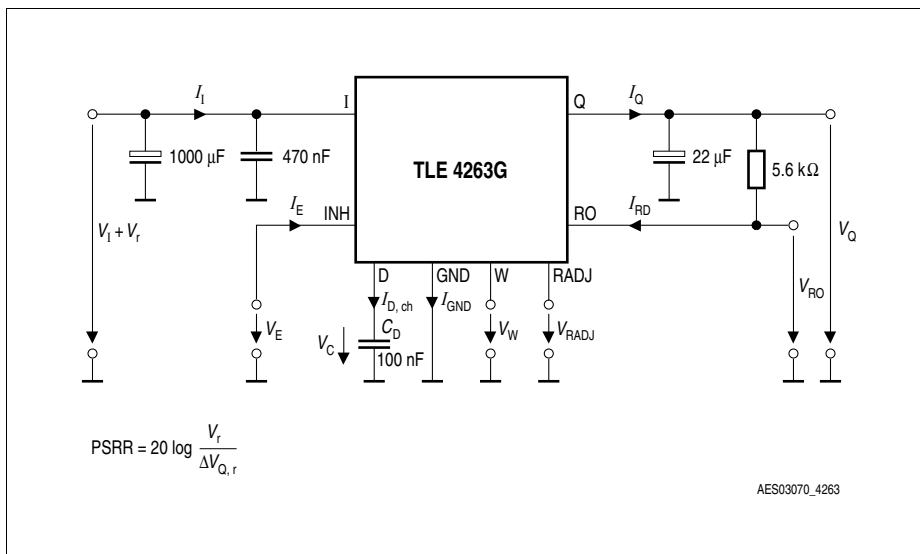 I_I
I
Q
I_Q
1000 µF
470 nF
TLE 4263G
22 µF
5.6 kΩ
I_E
INH
RO
I_RD
V_I + V_r
V_Q
D
GND
W
RADJ
V_RO
I_D, ch
I_GND
V_E
V_C
C_D
100 nF
V_W
V_RADJ
PSRR = 20 log V_r / ΔV_Q, r
AES03070_4263